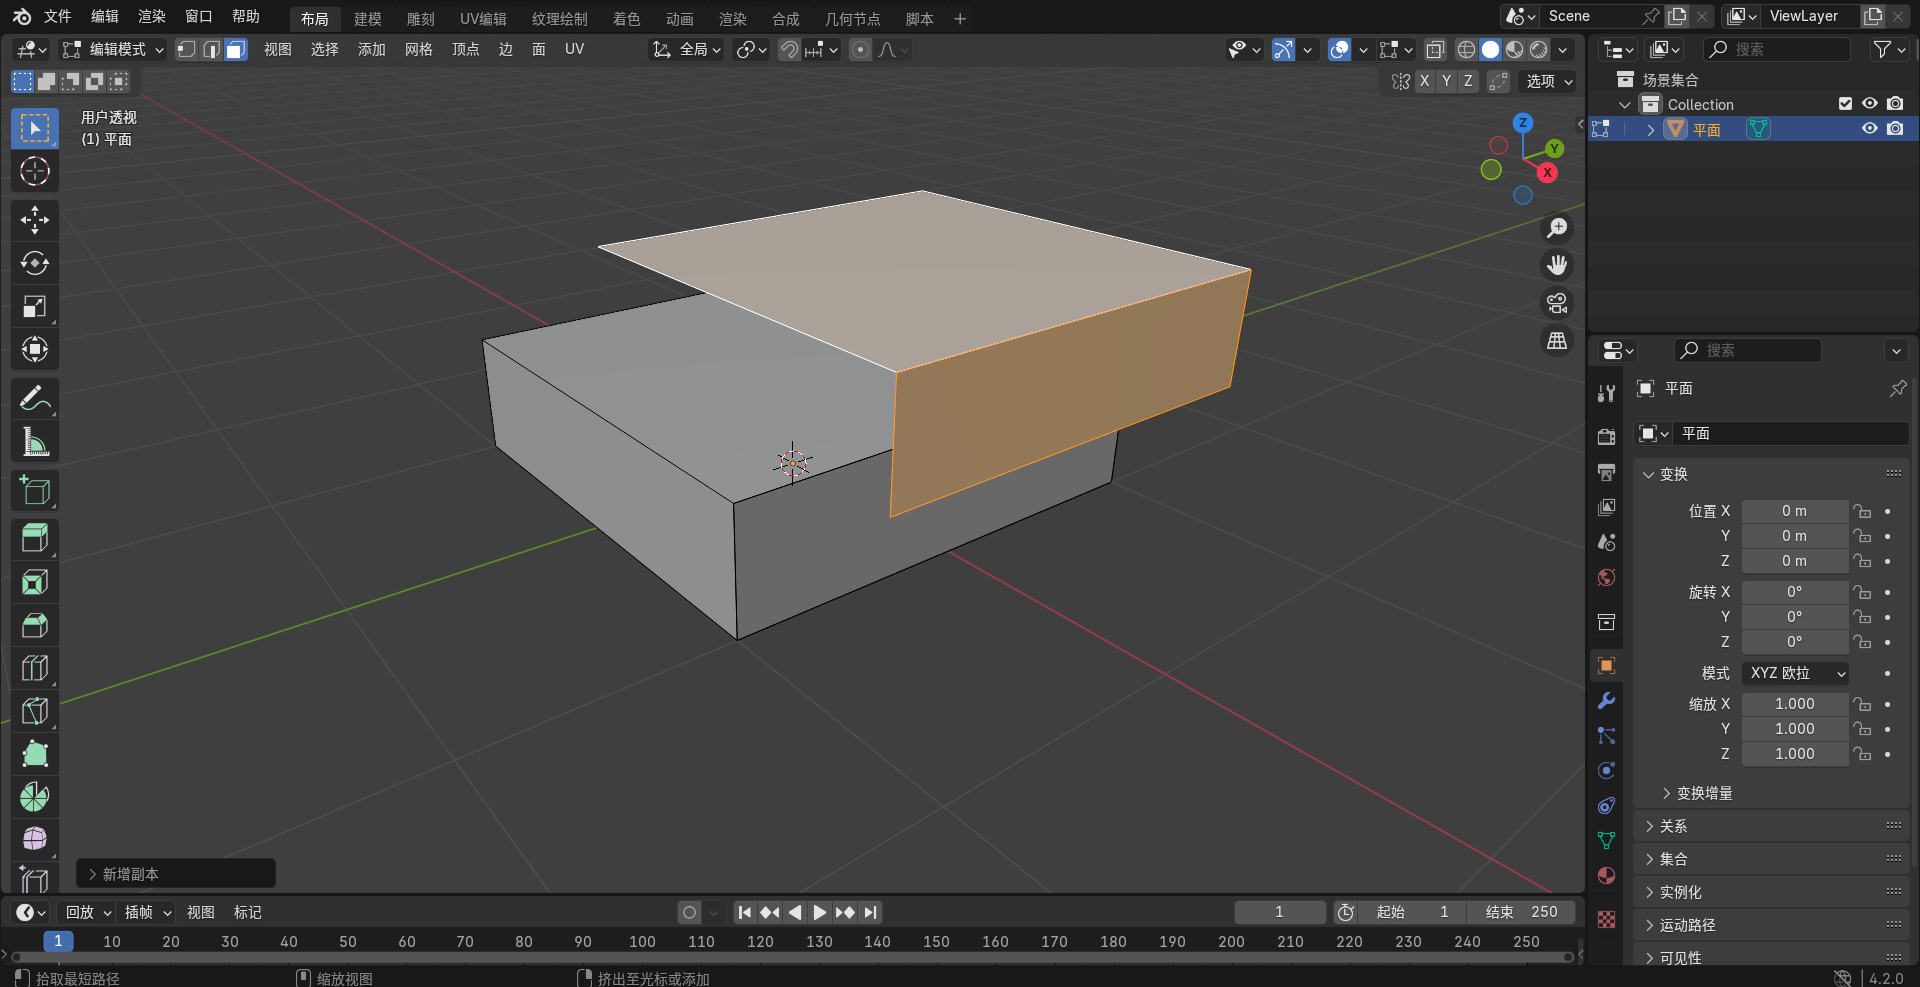 文件 编辑 渲染 窗口 帮助 布局 建模 雕刻 UV编辑 纹理绘制 着色 动画 渲染 合成 几何节点 脚本 + Scene ViewLayer
编辑模式 视图 选择 添加 网格 顶点 边 面 UV 全局 搜索
X Y Z 选项 场景集合
Collection
平面
用户透视
(1) 平面
Z
Y
X
搜索
平面
平面
变换
位置 X 0 m
Y 0 m
Z 0 m
旋转 X 0°
Y 0°
Z 0°
模式 XYZ 欧拉
缩放 X 1.000
Y 1.000
Z 1.000
变换增量
关系
集合
实例化
运动路径
可见性
新增副本
回放 插帧 视图 标记 1 起始 1 结束 250
1 10 20 30 40 50 60 70 80 90 100 110 120 130 140 150 160 170 180 190 200 210 220 230 240 250
拾取最短路径 缩放视图 挤出至光标或添加 4.2.0